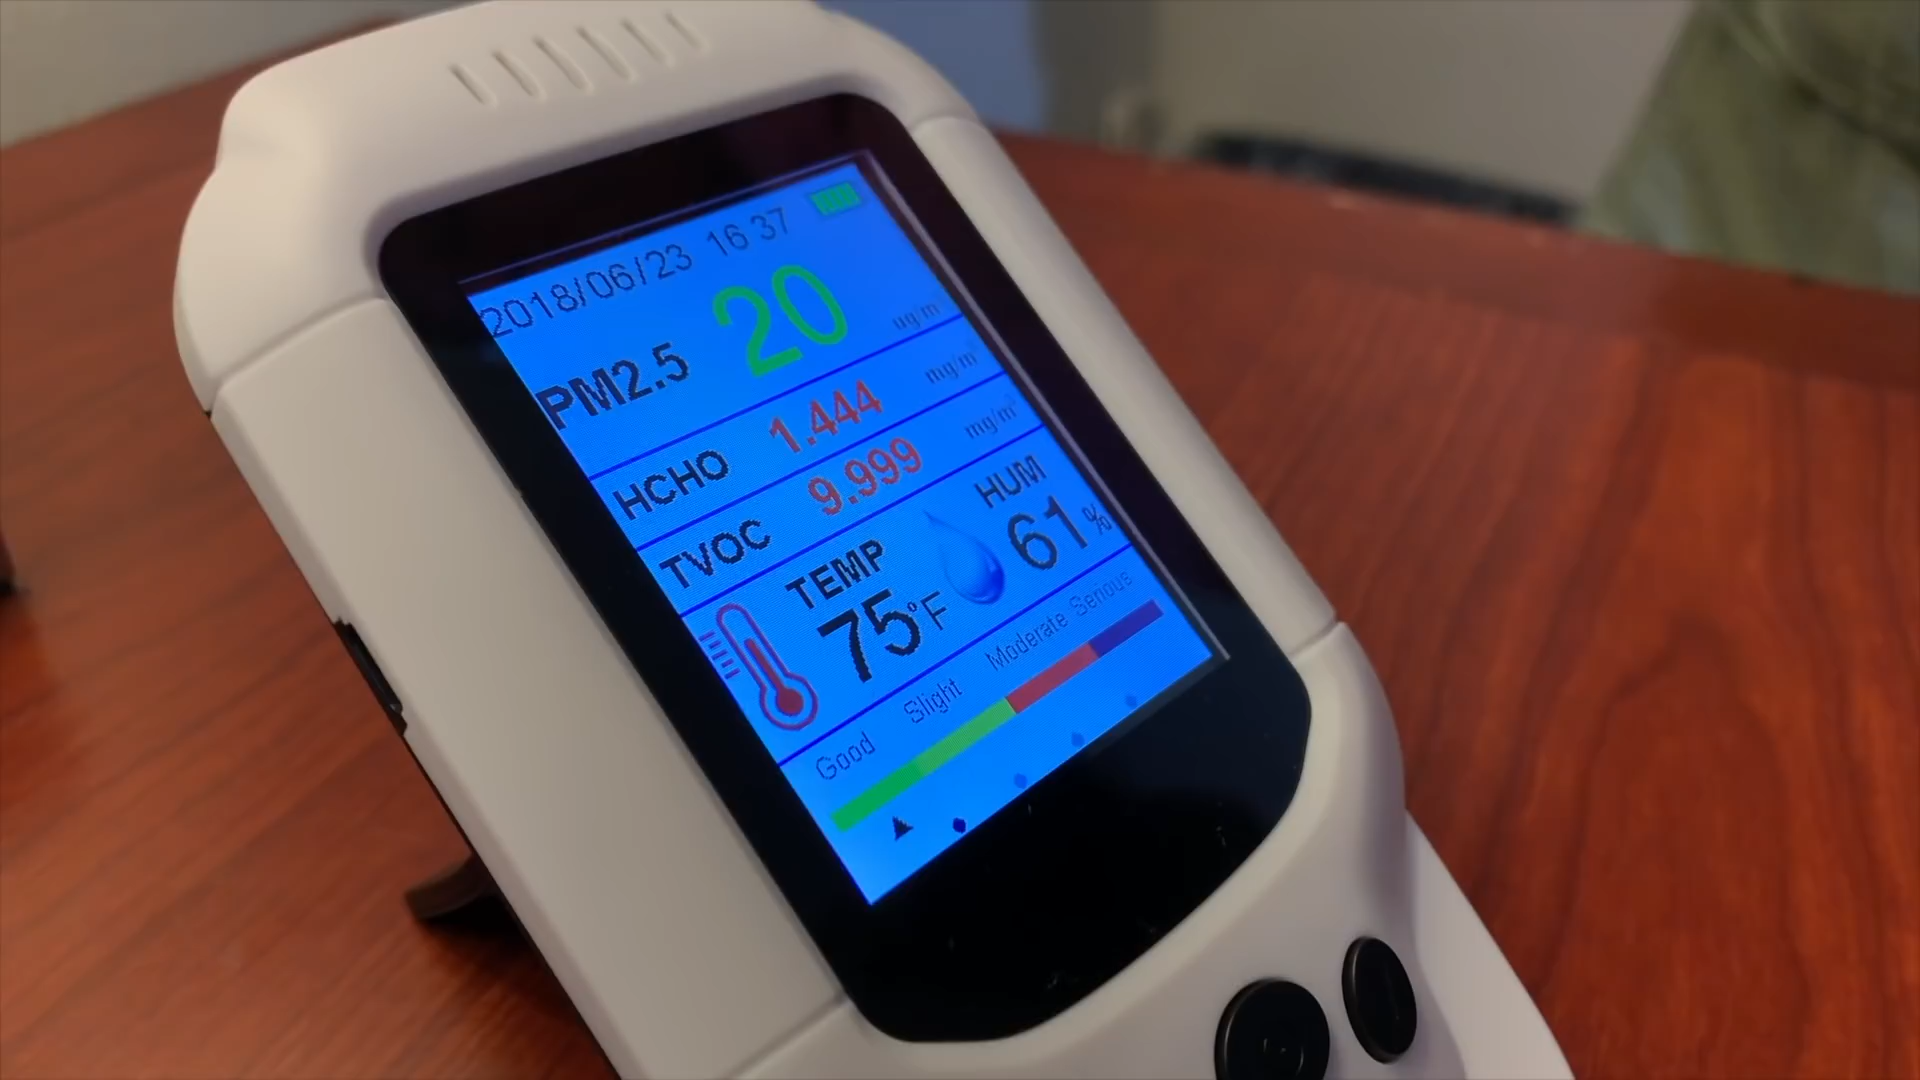 2018/06/23 16 37
PM2.5 20 ug/m
HCHO 1.444 mg/m³
TVOC 9.999 mg/m³
TEMP HUM
75°F 61%
Good Slight Moderate Serious